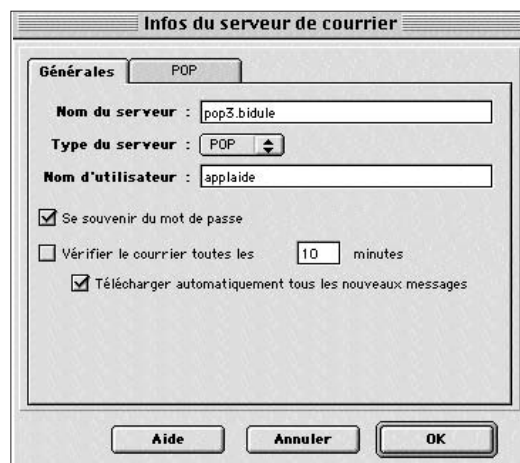 Infos du serveur de courrier
Générales POP
Nom du serveur : pop3.bidule
Type du serveur : POP
Nom d'utilisateur : applaide
Se souvenir du mot de passe
Vérifier le courrier toutes les 10 minutes
Télécharger automatiquement tous les nouveaux messages
Aide Annuler OK